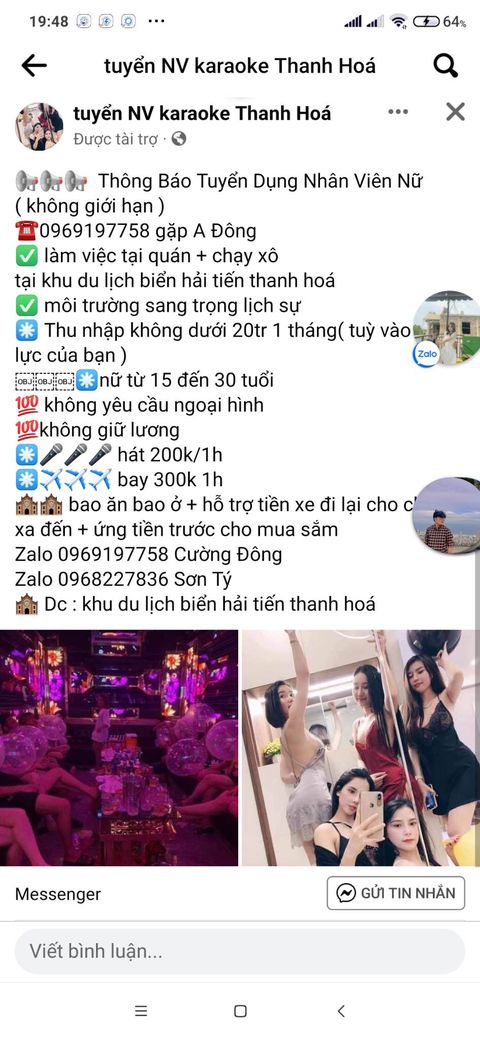 19:48
64%
tuyển NV karaoke Thanh Hoá
tuyển NV karaoke Thanh Hoá
Được tài trợ ·
📢📢📢 Thông Báo Tuyển Dụng Nhân Viên Nữ
( không giới hạn )
☎️0969197758 gặp A Đông
✅ làm việc tại quán + chạy xô
tại khu du lịch biển hải tiến thanh hoá
✅ môi trường sang trọng lịch sự
✳️ Thu nhập không dưới 20tr 1 tháng( tuỳ vào
lực của bạn )
Zalo
OBJ OBJ OBJ ✳️nữ từ 15 đến 30 tuổi
💯 không yêu cầu ngoại hình
💯không giữ lương
✳️🎤🎤🎤 hát 200k/1h
✳️✈️✈️✈️ bay 300k 1h
🏰🏰 bao ăn bao ở + hỗ trợ tiền xe đi lại cho
xa đến + ứng tiền trước cho mua sắm
Zalo 0969197758 Cường Đông
Zalo 0968227836 Sơn Tý
🏰 Dc : khu du lịch biển hải tiến thanh hoá
Messenger
GỬI TIN NHẮN
Viết bình luận...